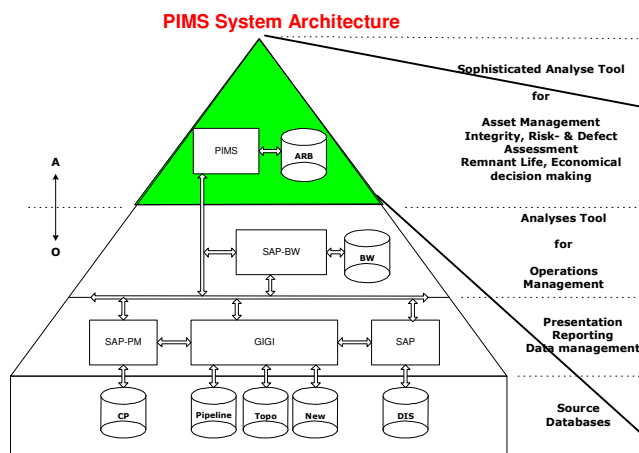 PIMS System Architecture
Sophisticated Analyse Tool
for
Asset Management
Integrity, Risk- & Defect
Assessment
Remnant Life, Economical
decision making
PIMS
ARB
A
O
Analyses Tool
for
Operations
Management
SAP-BW
BW
Presentation
Reporting
Data management
SAP-PM
GIGI
SAP
CP
Pipeline
Topo
New
DIS
Source
Databases